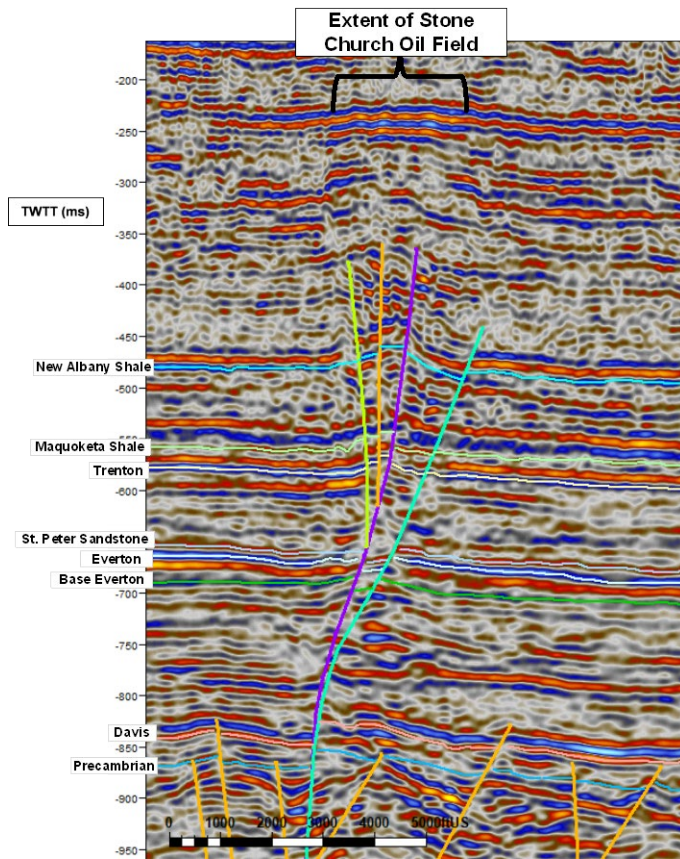 Extent of Stone
Church Oil Field
-200
-250
-300
TWTT (ms)
-350
-400
-450
New Albany Shale
-500
Maquoketa Shale
Trenton
-600
St. Peter Sandstone
Everton
Base Everton
-700
-750
-800
Davis
-850
Precambrian
-900
0 1000 2000 3000 4000 5000ftUS
-950